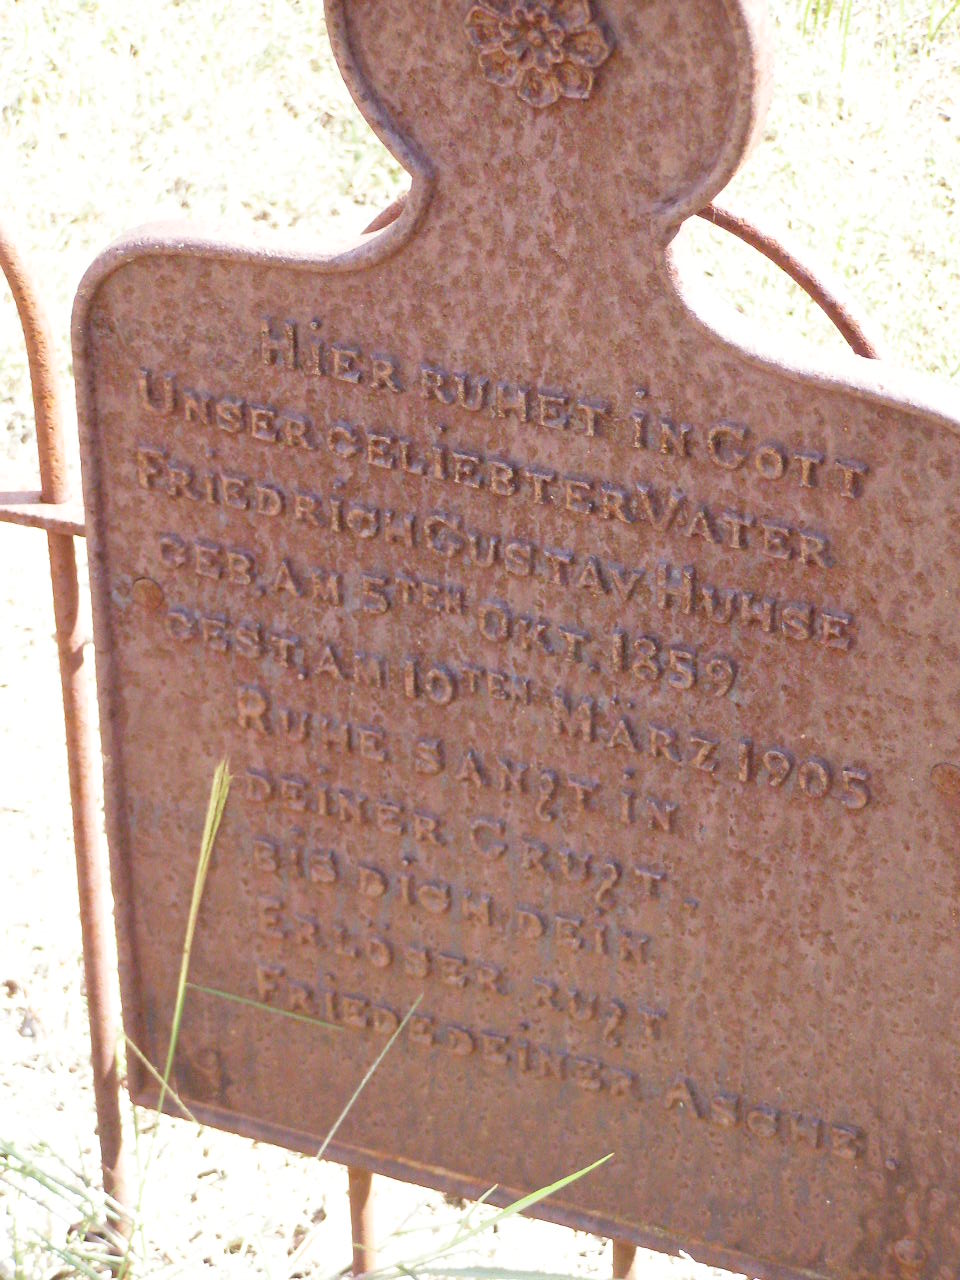 HIER RUHET IN GOTT
UNSER GELIEBTER VATER
FRIEDRICH GUSTAV HUHSE
GEB. AM 5TEN OKT. 1859
GEST. AM 10TEN MÄRZ 1905
RUHE SANFT IN
DEINER GRUFT,
BIS DICH DEIN
ERLÖSER RUFT
FRIEDE DEINER ASCHE.